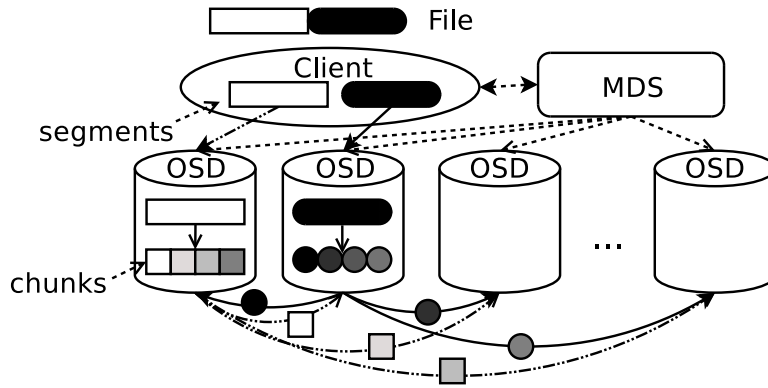 File
Client
MDS
segments
OSD OSD OSD OSD
...
chunks